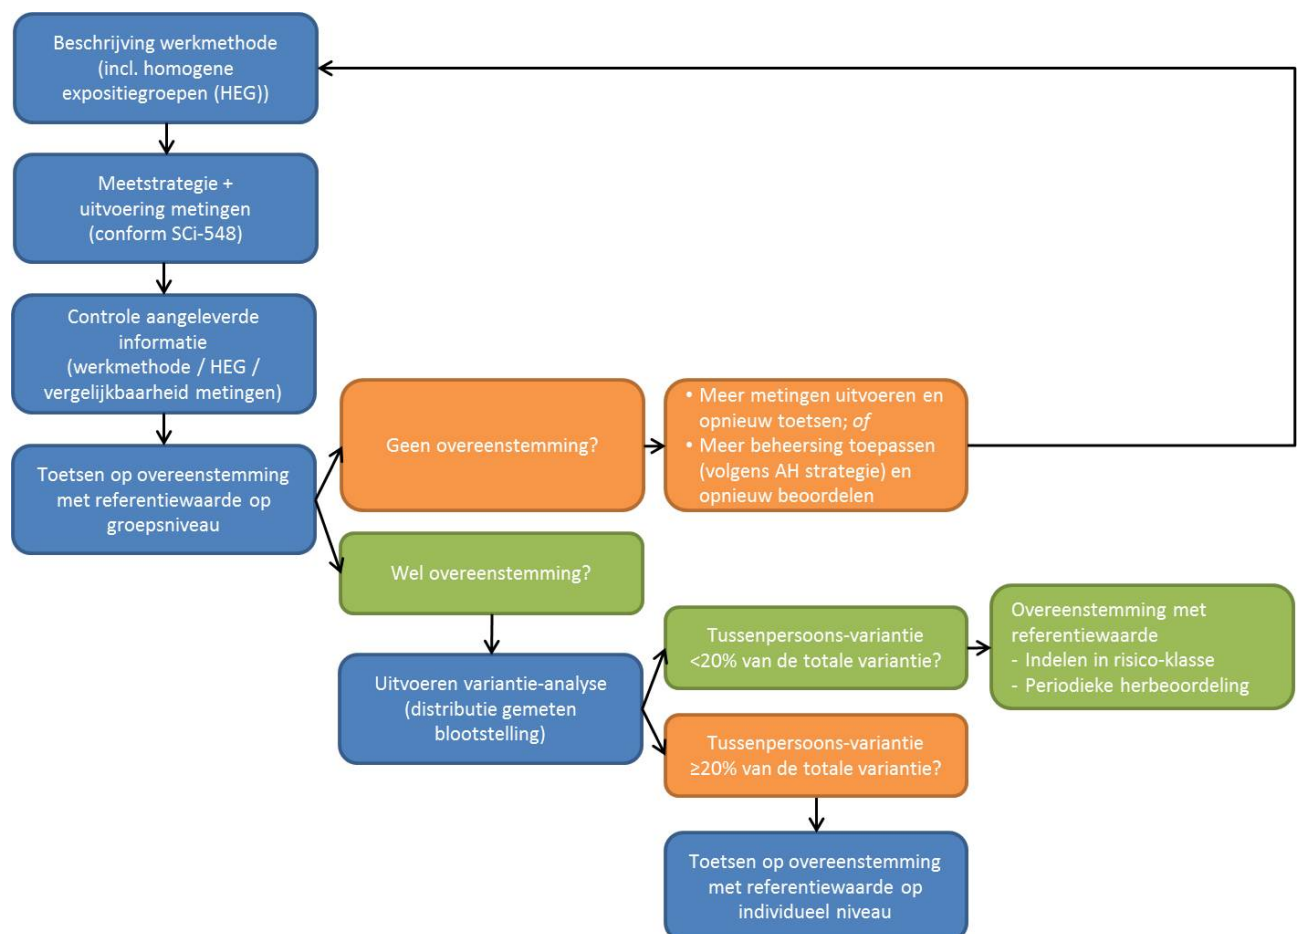 Beschrijving werkmethode
(incl. homogene
expositiegroepen (HEG))
Meetstrategie +
uitvoering metingen
(conform SCi-548)
Controle aangeleverde
informatie
(werkmethode / HEG /
vergelijkbaarheid metingen)
Toetsen op overeenstemming
met referentiewaarde op
groepsniveau
Geen overeenstemming?
• Meer metingen uitvoeren en
opnieuw toetsen; of
• Meer beheersing toepassen
(volgens AH strategie) en
opnieuw beoordelen
Wel overeenstemming?
Uitvoeren variantie-analyse
(distributie gemeten
blootstelling)
Tussenpersoons-variantie
<20% van de totale variantie?
Overeenstemming met
referentiewaarde
- Indelen in risico-klasse
- Periodieke herbeoordeling
Tussenpersoons-variantie
≥20% van de totale variantie?
Toetsen op overeenstemming
met referentiewaarde op
individueel niveau